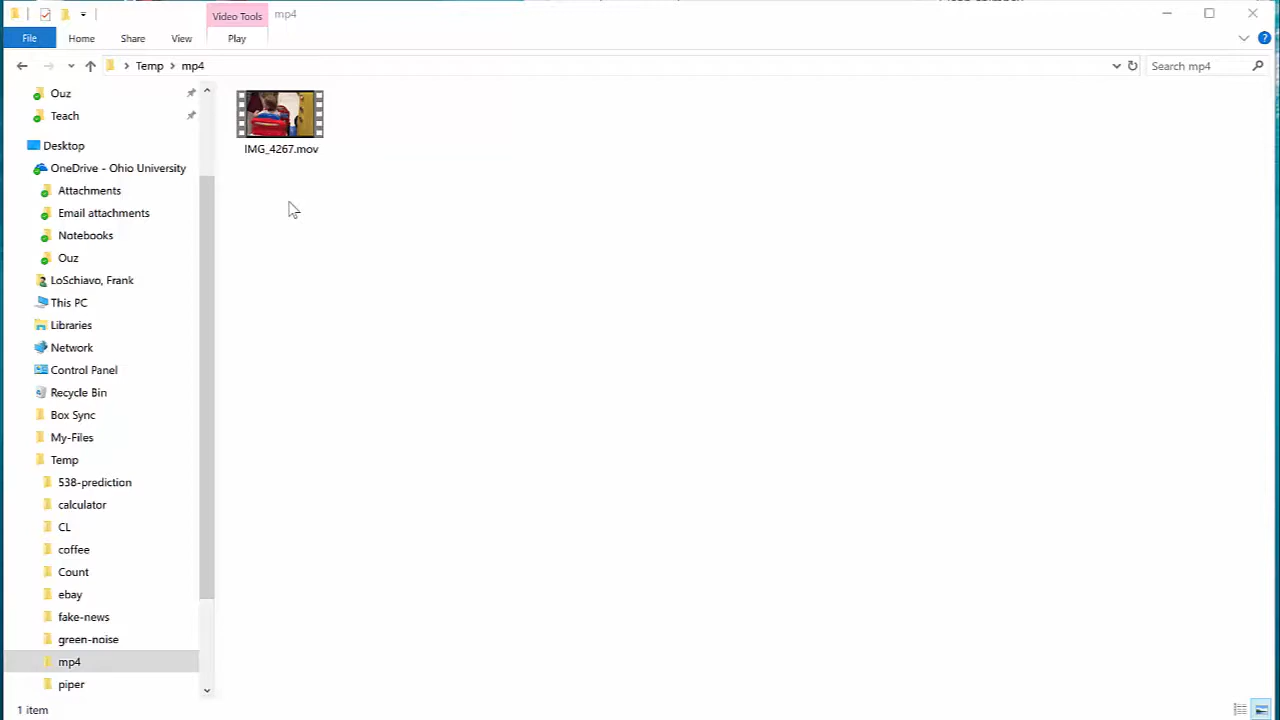 Video Tools mp4
File Home Share View Play
Temp mp4 Search mp4
Ouz
Teach
Desktop
OneDrive - Ohio University
Attachments
Email attachments
Notebooks
Ouz
LoSchiavo, Frank
This PC
Libraries
Network
Control Panel
Recycle Bin
Box Sync
My-Files
Temp
538-prediction
calculator
CL
coffee
Count
ebay
fake-news
green-noise
mp4
piper
IMG_4267.mov
1 item